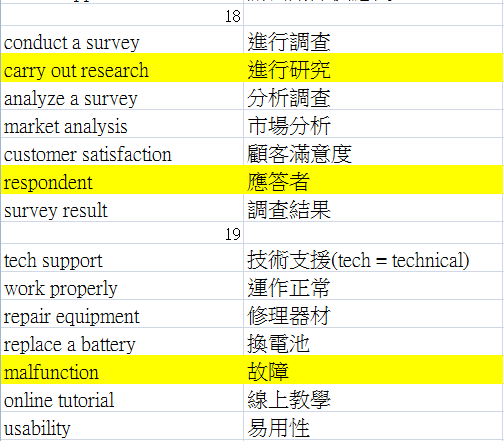 18
conduct a survey 進行調查
carry out research 進行研究
analyze a survey 分析調查
market analysis 市場分析
customer satisfaction 顧客滿意度
respondent 應答者
survey result 調查結果
19
tech support 技術支援(tech = technical)
work properly 運作正常
repair equipment 修理器材
replace a battery 換電池
malfunction 故障
online tutorial 線上教學
usability 易用性